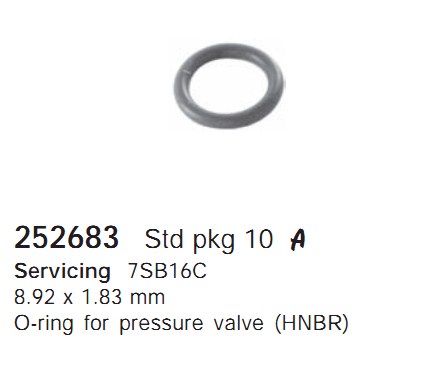 252683 Std pkg 10 A
Servicing 7SB16C
8.92 x 1.83 mm
O-ring for pressure valve (HNBR)